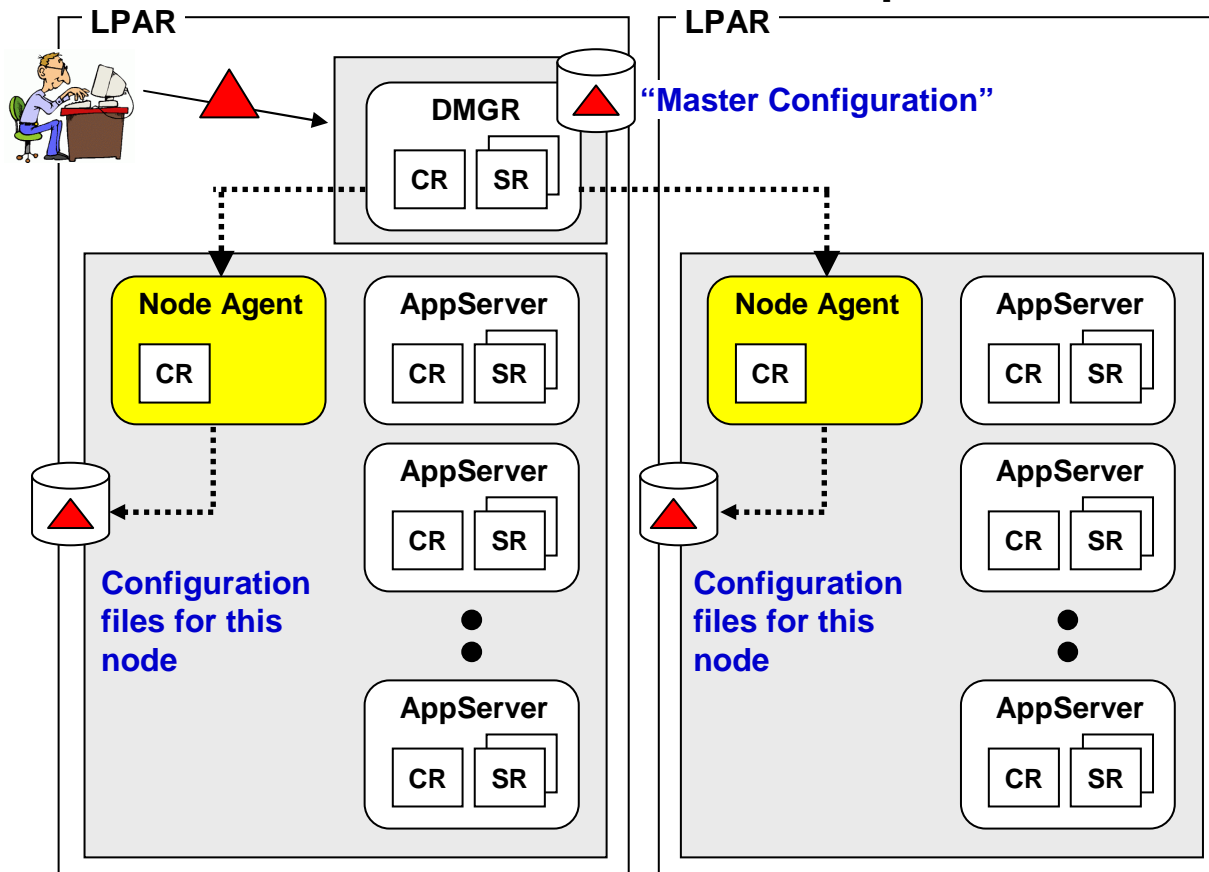 LPAR
LPAR
DMGR
CR
SR
“Master Configuration”
Node Agent
CR
AppServer
CR
SR
AppServer
CR
SR
Configuration
files for this
node
AppServer
CR
SR
Node Agent
CR
AppServer
CR
SR
AppServer
CR
SR
Configuration
files for this
node
AppServer
CR
SR